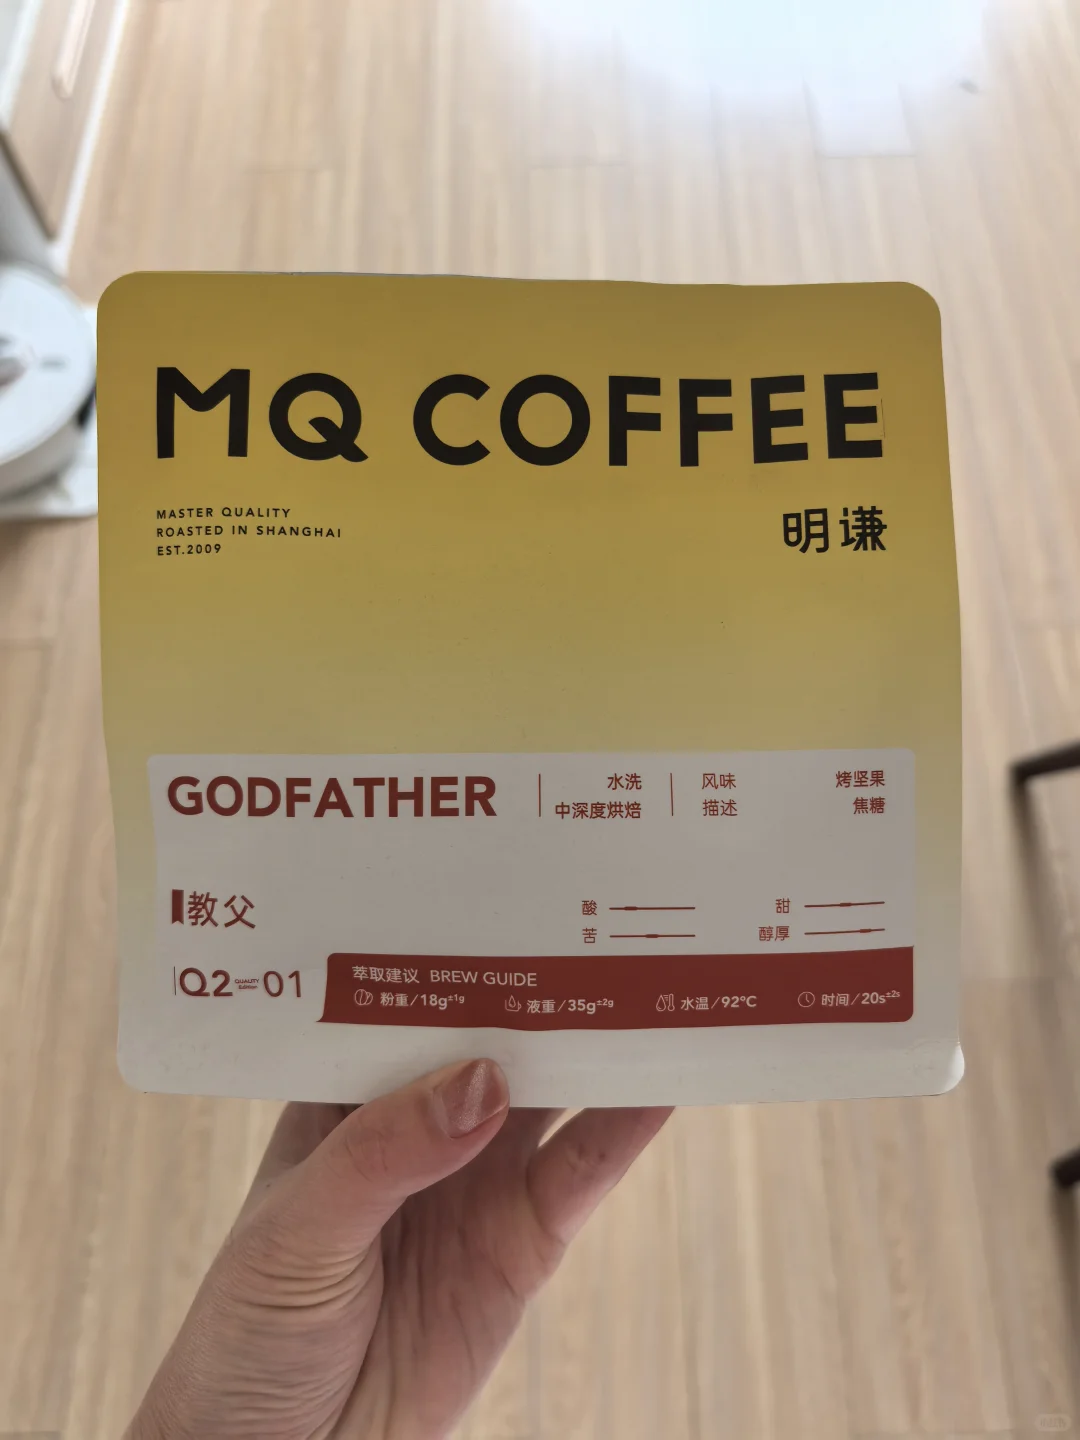 MQ COFFEE
MASTER QUALITY
ROASTED IN SHANGHAI
EST.2009
明谦
GODFATHER
水洗
中深度烘焙
风味
描述
烤坚果
焦糖
教父
酸
甜
苦
醇厚
Q2 QUALITY Edition 01
萃取建议 BREW GUIDE
粉重/18g±1g
液重/35g±2g
水温/92°C
时间/20s±2s